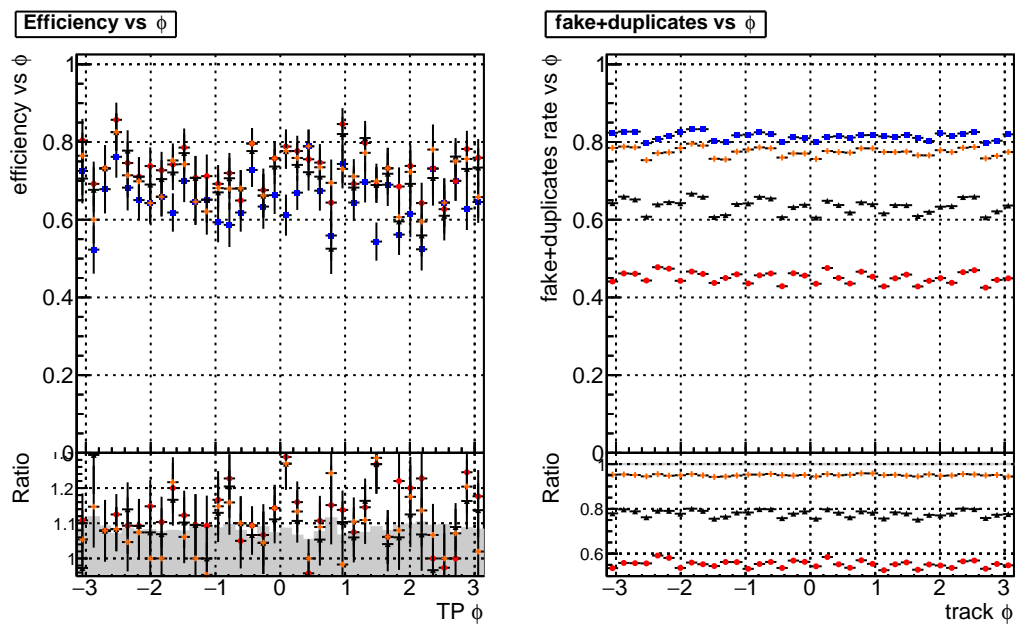 Efficiency vs ϕ
efficiency vs ϕ
1
0.8
0.6
0.4
0.2
0
Ratio
1.2
1.1
1
−3 −2 −1 0 1 2 3
TP ϕ
fake+duplicates vs ϕ
fake+duplicates rate vs ϕ
1
0.8
0.6
0.4
0.2
0
Ratio
1
0.8
0.6
−3 −2 −1 0 1 2 3
track ϕ